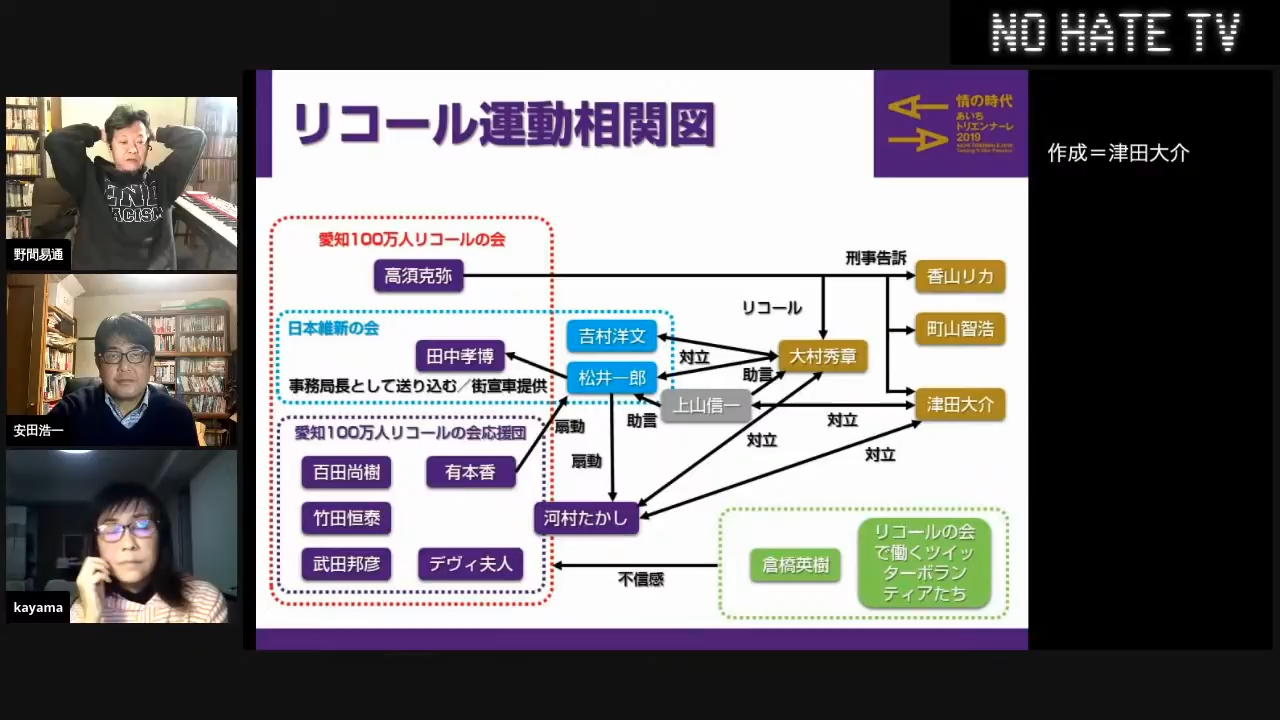 NO HATE TV
リコール運動相関図
情の時代
あいち
トリエンナーレ
2019
作成＝津田大介
END
RACISM
野間易通
安田浩一
kayama
愛知100万人リコールの会
高須克弥
刑事告訴
香山リカ
リコール
町山智浩
日本維新の会
吉村洋文
田中孝博
松井一郎
対立
大村秀章
助言
事務局長として送り込む／街宣車提供
上山信一
津田大介
助言
対立
扇動
対立
対立
扇動
愛知100万人リコールの会応援団
百田尚樹
有本香
竹田恒泰
河村たかし
武田邦彦
デヴィ夫人
不信感
倉橋英樹
リコールの会
で働くツイッ
ターボラン
ティアたち